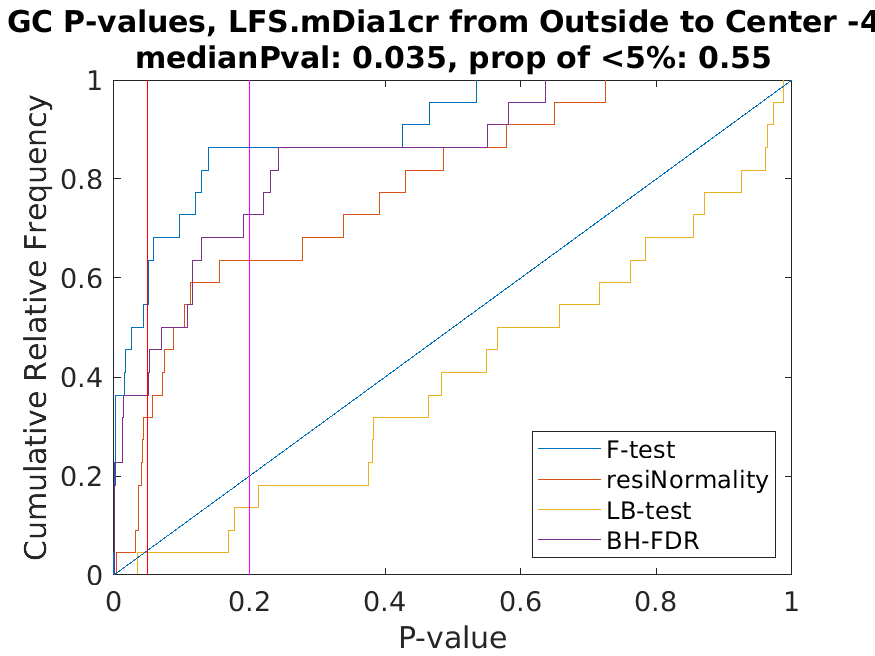 GC P-values, LFS.mDia1cr from Outside to Center -4
medianPval: 0.035, prop of <5%: 0.55
Cumulative Relative Frequency
1
0.8
0.6
0.4
0.2
0
F-test
resiNormality
LB-test
BH-FDR
0 0.2 0.4 0.6 0.8 1
P-value